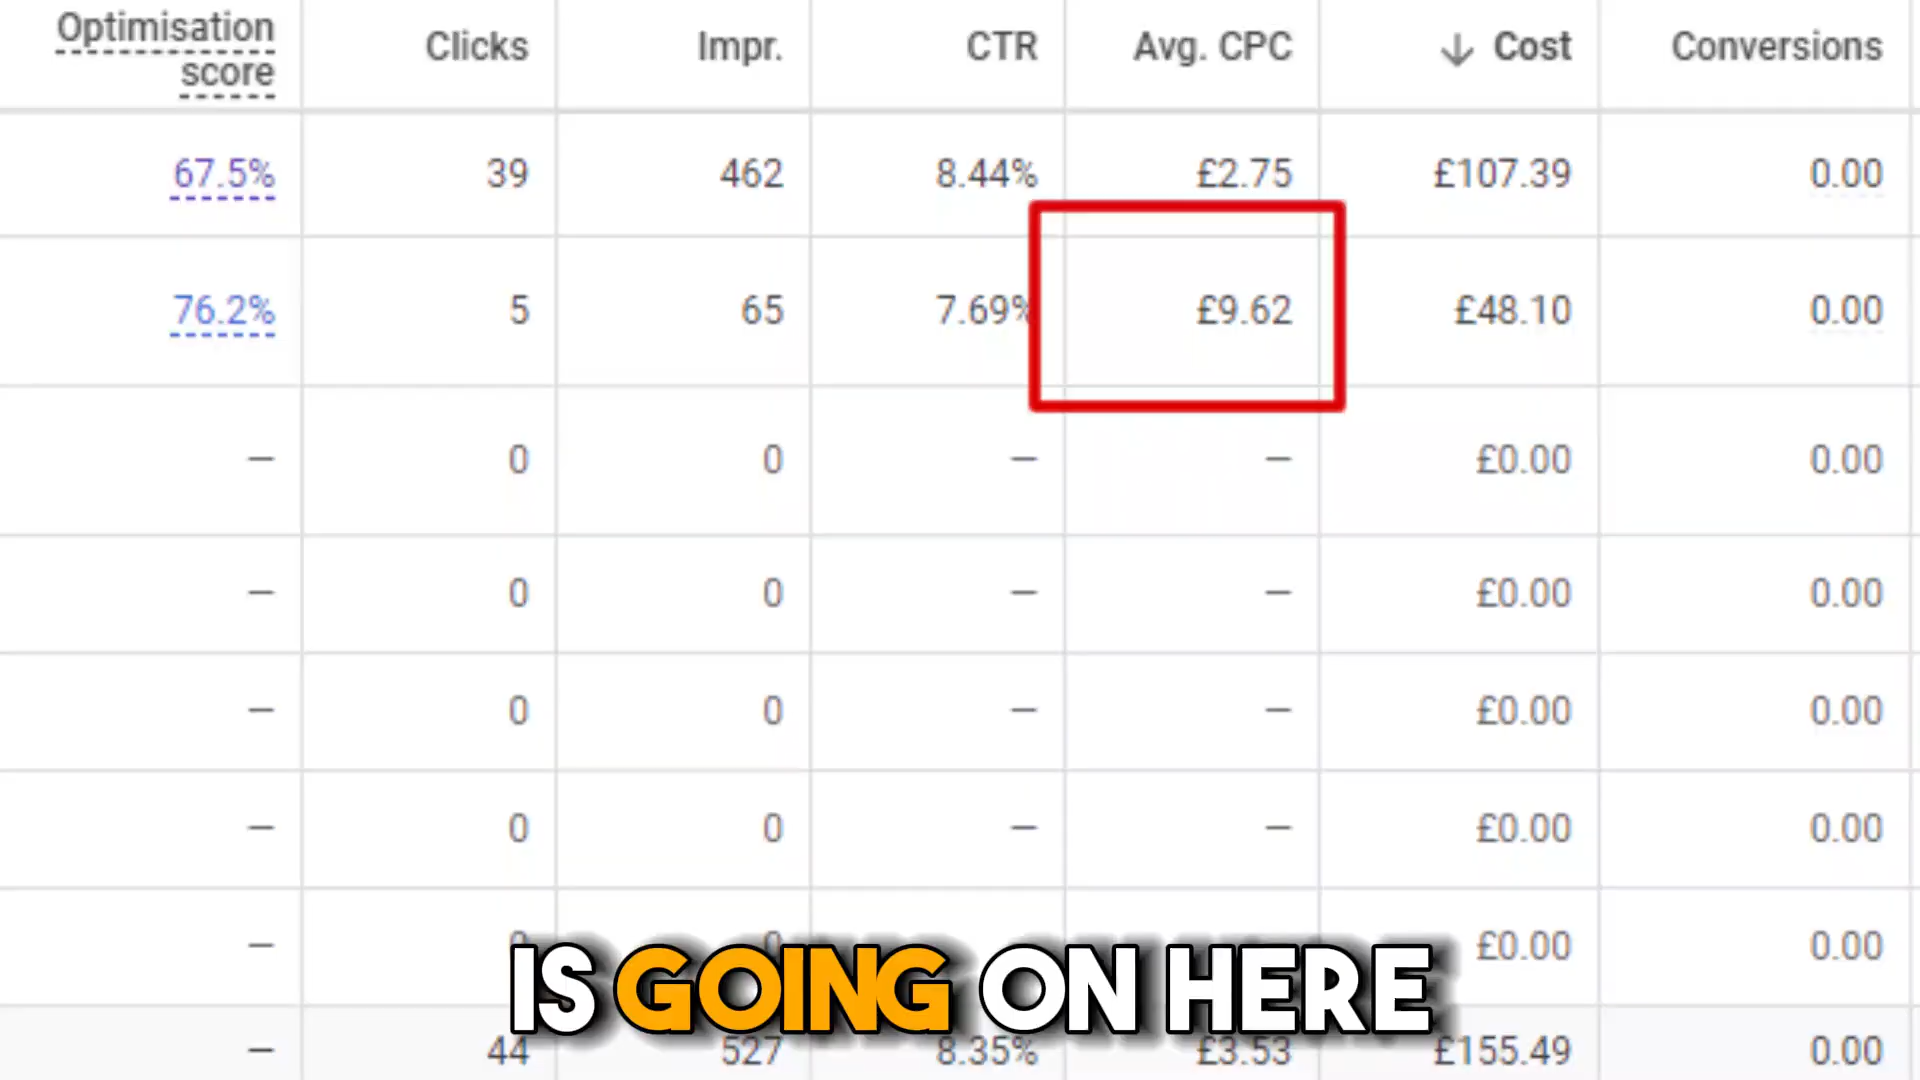 Optimisation score Clicks Impr. CTR Avg. CPC ↓ Cost Conversions
67.5% 39 462 8.44% £2.75 £107.39 0.00
76.2% 5 65 7.69% £9.62 £48.10 0.00
— 0 0 — — £0.00 0.00
— 0 0 — — £0.00 0.00
— 0 0 — — £0.00 0.00
— 0 0 — — £0.00 0.00
— 0 0 £0.00 0.00
IS GOING ON HERE
— 44 527 8.35% £3.53 £155.49 0.00